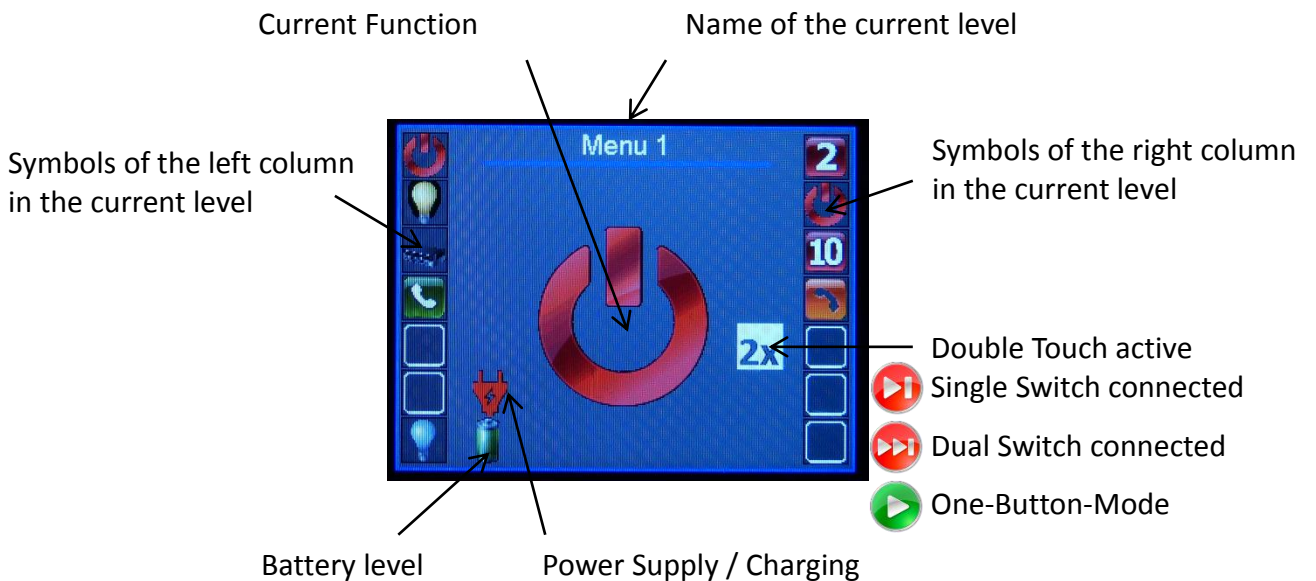 Current Function
Name of the current level
Menu 1
Symbols of the left column
in the current level
2
10
Symbols of the right column
in the current level
2x
Double Touch active
Single Switch connected
Dual Switch connected
One-Button-Mode
Battery level
Power Supply / Charging